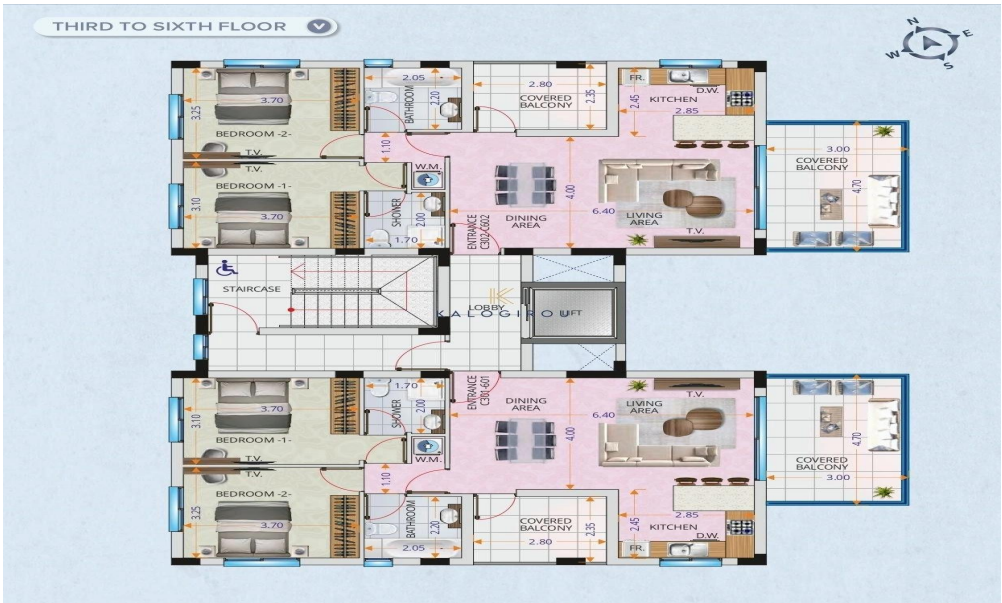 THIRD TO SIXTH FLOOR
N
E
S
W
2.05
2.20
BATHROOM
2.80
2.35
COVERED
BALCONY
FR.
D.W.
KITCHEN
2.45
2.85
3.25
3.70
BEDROOM -2-
T.V.
1.10
T.V.
BEDROOM -1-
3.10
3.70
W.M.
SHOWER
2.00
1.70
ENTRANCE
C302-C602
DINING
AREA
4.00
6.40
LIVING
AREA
T.V.
3.00
COVERED
BALCONY
4.70
STAIRCASE
LOBBY
KALOGIROU
LIFT
3.10
3.70
BEDROOM -1-
T.V.
1.70
SHOWER
2.00
W.M.
ENTRANCE
C301-601
DINING
AREA
4.00
6.40
LIVING
AREA
T.V.
4.70
COVERED
BALCONY
3.00
T.V.
BEDROOM -2-
3.25
3.70
1.10
BATHROOM
2.20
2.05
COVERED
BALCONY
2.35
2.80
2.45
2.85
KITCHEN
D.W.
FR.